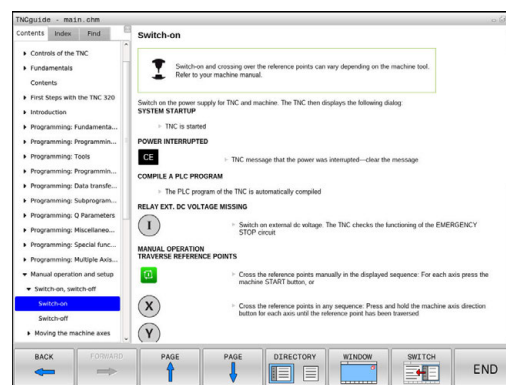 TNCguide - main.chm
Contents Index Find
Controls of the TNC
Fundamentals
Contents
First Steps with the TNC 320
Introduction
Programming: Fundamenta...
Programming: Programmin...
Programming: Tools
Programming: Programmin...
Programming: Data transfe...
Programming: Subprogram...
Programming: Q Parameters
Programming: Miscellaneo...
Programming: Special func...
Programming: Multiple Axis...
Manual operation and setup
Switch-on, switch-off
Switch-on
Switch-off
Moving the machine axes
Switch-on
Switch-on and crossing over the reference points can vary depending on the machine tool.
Refer to your machine manual.
Switch on the power supply for TNC and machine. The TNC then displays the following dialog:
SYSTEM STARTUP
TNC is started
POWER INTERRUPTED
CE
TNC message that the power was interrupted—clear the message
COMPILE A PLC PROGRAM
The PLC program of the TNC is automatically compiled
RELAY EXT. DC VOLTAGE MISSING
I
Switch on external dc voltage. The TNC checks the functioning of the EMERGENCY
STOP circuit
MANUAL OPERATION
TRAVERSE REFERENCE POINTS
Cross the reference points manually in the displayed sequence: For each axis press the
machine START button, or
X
Cross the reference points in any sequence: Press and hold the machine axis direction
button for each axis until the reference point has been traversed
Y
BACK FORWARD PAGE PAGE DIRECTORY WINDOW SWITCH END